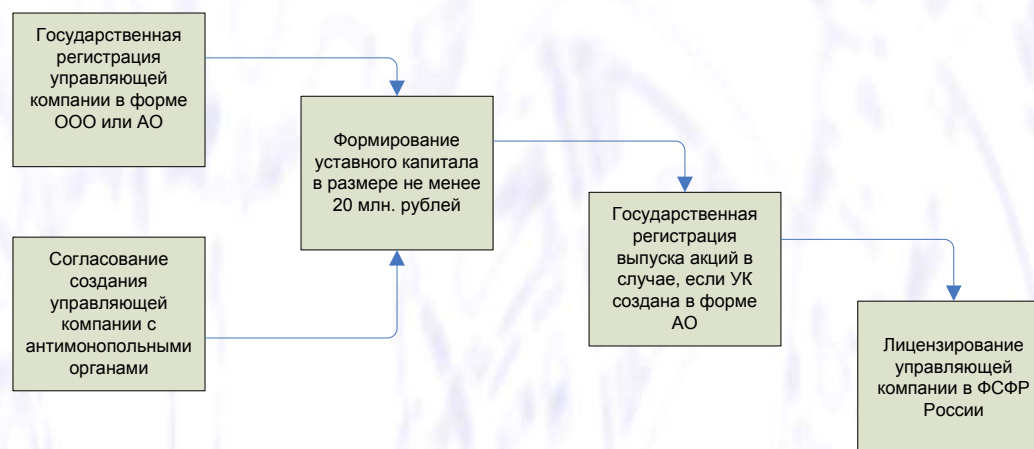 Государственная
регистрация
управляющей
компании в форме
ООО или АО
Согласование
создания
управляющей
компании с
антимонопольными
органами
Формирование
уставного капитала
в размере не менее
20 млн. рублей
Государственная
регистрация
выпуска акций в
случае, если УК
создана в форме
АО
Лицензирование
управляющей
компании в ФСФР
России